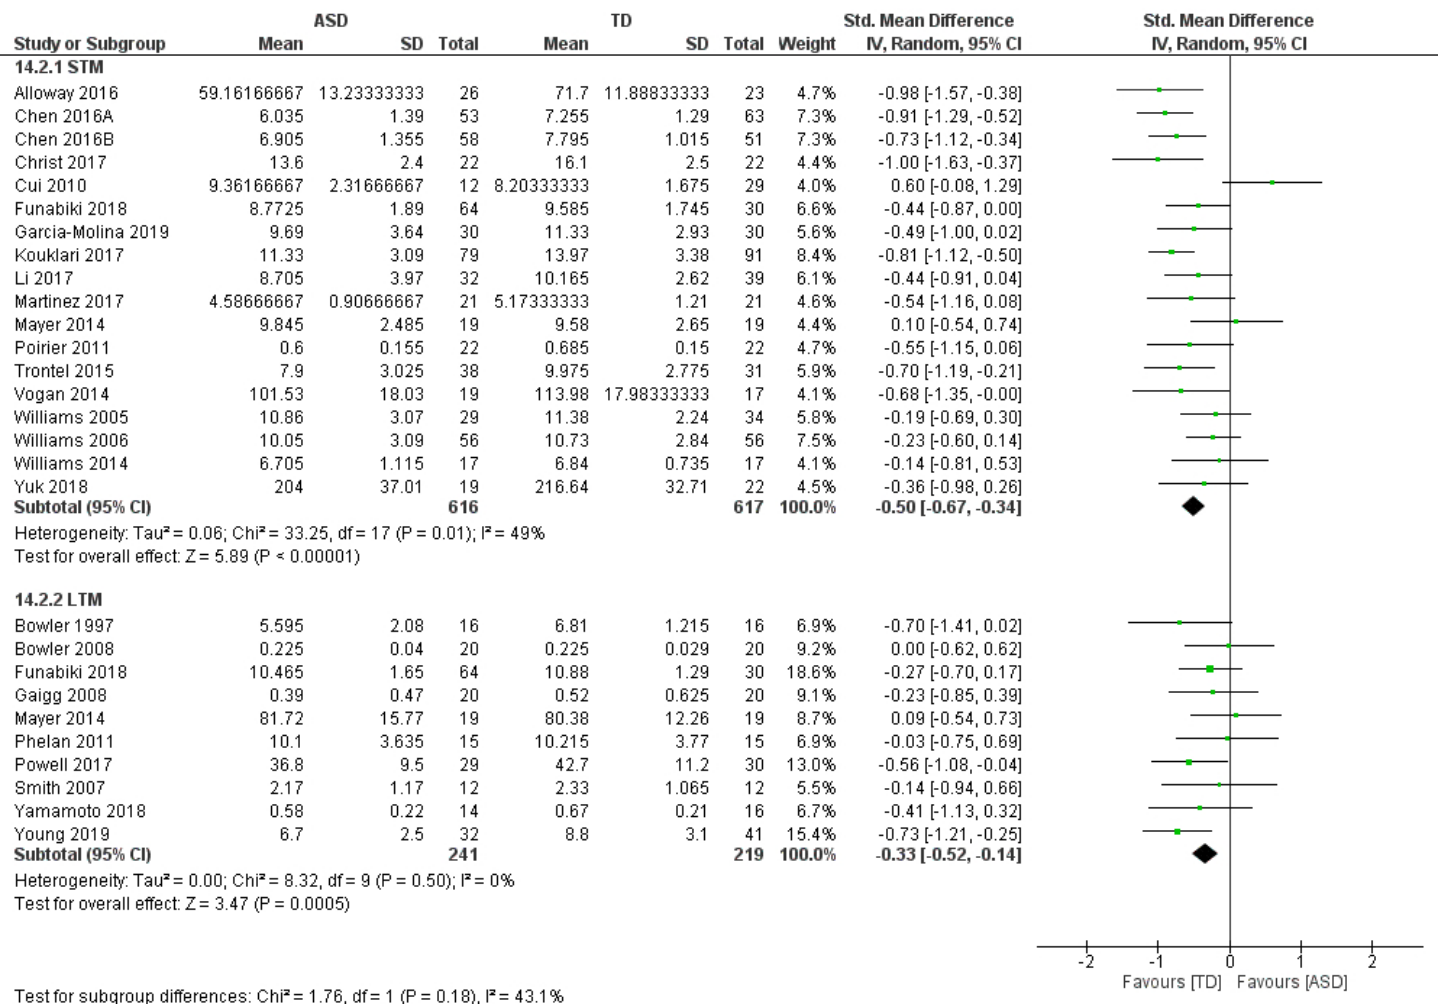 ASD TD Std. Mean Difference Std. Mean Difference
Study or Subgroup Mean SD Total Mean SD Total Weight IV, Random, 95% CI IV, Random, 95% CI
14.2.1 STM
Alloway 2016 59.16166667 13.23333333 26 71.7 11.88833333 23 4.7% -0.98 [-1.57, -0.38]
Chen 2016A 6.035 1.39 53 7.255 1.29 63 7.3% -0.91 [-1.29, -0.52]
Chen 2016B 6.905 1.355 58 7.795 1.015 51 7.3% -0.73 [-1.12, -0.34]
Christ 2017 13.6 2.4 22 16.1 2.5 22 4.4% -1.00 [-1.63, -0.37]
Cui 2010 9.36166667 2.31666667 12 8.20333333 1.675 29 4.0% 0.60 [-0.08, 1.29]
Funabiki 2018 8.7725 1.89 64 9.585 1.745 30 6.6% -0.44 [-0.87, 0.00]
Garcia-Molina 2019 9.69 3.64 30 11.33 2.93 30 5.6% -0.49 [-1.00, 0.02]
Kouklari 2017 11.33 3.09 79 13.97 3.38 91 8.4% -0.81 [-1.12, -0.50]
Li 2017 8.705 3.97 32 10.165 2.62 39 6.1% -0.44 [-0.91, 0.04]
Martinez 2017 4.58666667 0.90666667 21 5.17333333 1.21 21 4.6% -0.54 [-1.16, 0.08]
Mayer 2014 9.845 2.485 19 9.58 2.65 19 4.4% 0.10 [-0.54, 0.74]
Poirier 2011 0.6 0.155 22 0.685 0.15 22 4.7% -0.55 [-1.15, 0.06]
Trontel 2015 7.9 3.025 38 9.975 2.775 31 5.9% -0.70 [-1.19, -0.21]
Vogan 2014 101.53 18.03 19 113.98 17.98333333 17 4.1% -0.68 [-1.35, -0.00]
Williams 2005 10.86 3.07 29 11.38 2.24 34 5.8% -0.19 [-0.69, 0.30]
Williams 2006 10.05 3.09 56 10.73 2.84 56 7.5% -0.23 [-0.60, 0.14]
Williams 2014 6.705 1.115 17 6.84 0.735 17 4.1% -0.14 [-0.81, 0.53]
Yuk 2018 204 37.01 19 216.64 32.71 22 4.5% -0.36 [-0.98, 0.26]
Subtotal (95% CI) 616 617 100.0% -0.50 [-0.67, -0.34]
Heterogeneity: Tau² = 0.06; Chi² = 33.25, df = 17 (P = 0.01); I² = 49%
Test for overall effect: Z = 5.89 (P < 0.00001)
14.2.2 LTM
Bowler 1997 5.595 2.08 16 6.81 1.215 16 6.9% -0.70 [-1.41, 0.02]
Bowler 2008 0.225 0.04 20 0.225 0.029 20 9.2% 0.00 [-0.62, 0.62]
Funabiki 2018 10.465 1.65 64 10.88 1.29 30 18.6% -0.27 [-0.70, 0.17]
Gaigg 2008 0.39 0.47 20 0.52 0.625 20 9.1% -0.23 [-0.85, 0.39]
Mayer 2014 81.72 15.77 19 80.38 12.26 19 8.7% 0.09 [-0.54, 0.73]
Phelan 2011 10.1 3.635 15 10.215 3.77 15 6.9% -0.03 [-0.75, 0.69]
Powell 2017 36.8 9.5 29 42.7 11.2 30 13.0% -0.56 [-1.08, -0.04]
Smith 2007 2.17 1.17 12 2.33 1.065 12 5.5% -0.14 [-0.94, 0.66]
Yamamoto 2018 0.58 0.22 14 0.67 0.21 16 6.7% -0.41 [-1.13, 0.32]
Young 2019 6.7 2.5 32 8.8 3.1 41 15.4% -0.73 [-1.21, -0.25]
Subtotal (95% CI) 241 219 100.0% -0.33 [-0.52, -0.14]
Heterogeneity: Tau² = 0.00; Chi² = 8.32, df = 9 (P = 0.50); I² = 0%
Test for overall effect: Z = 3.47 (P = 0.0005)
-2 -1 0 1 2
Favours [TD] Favours [ASD]
Test for subgroup differences: Chi² = 1.76, df = 1 (P = 0.18), I² = 43.1%